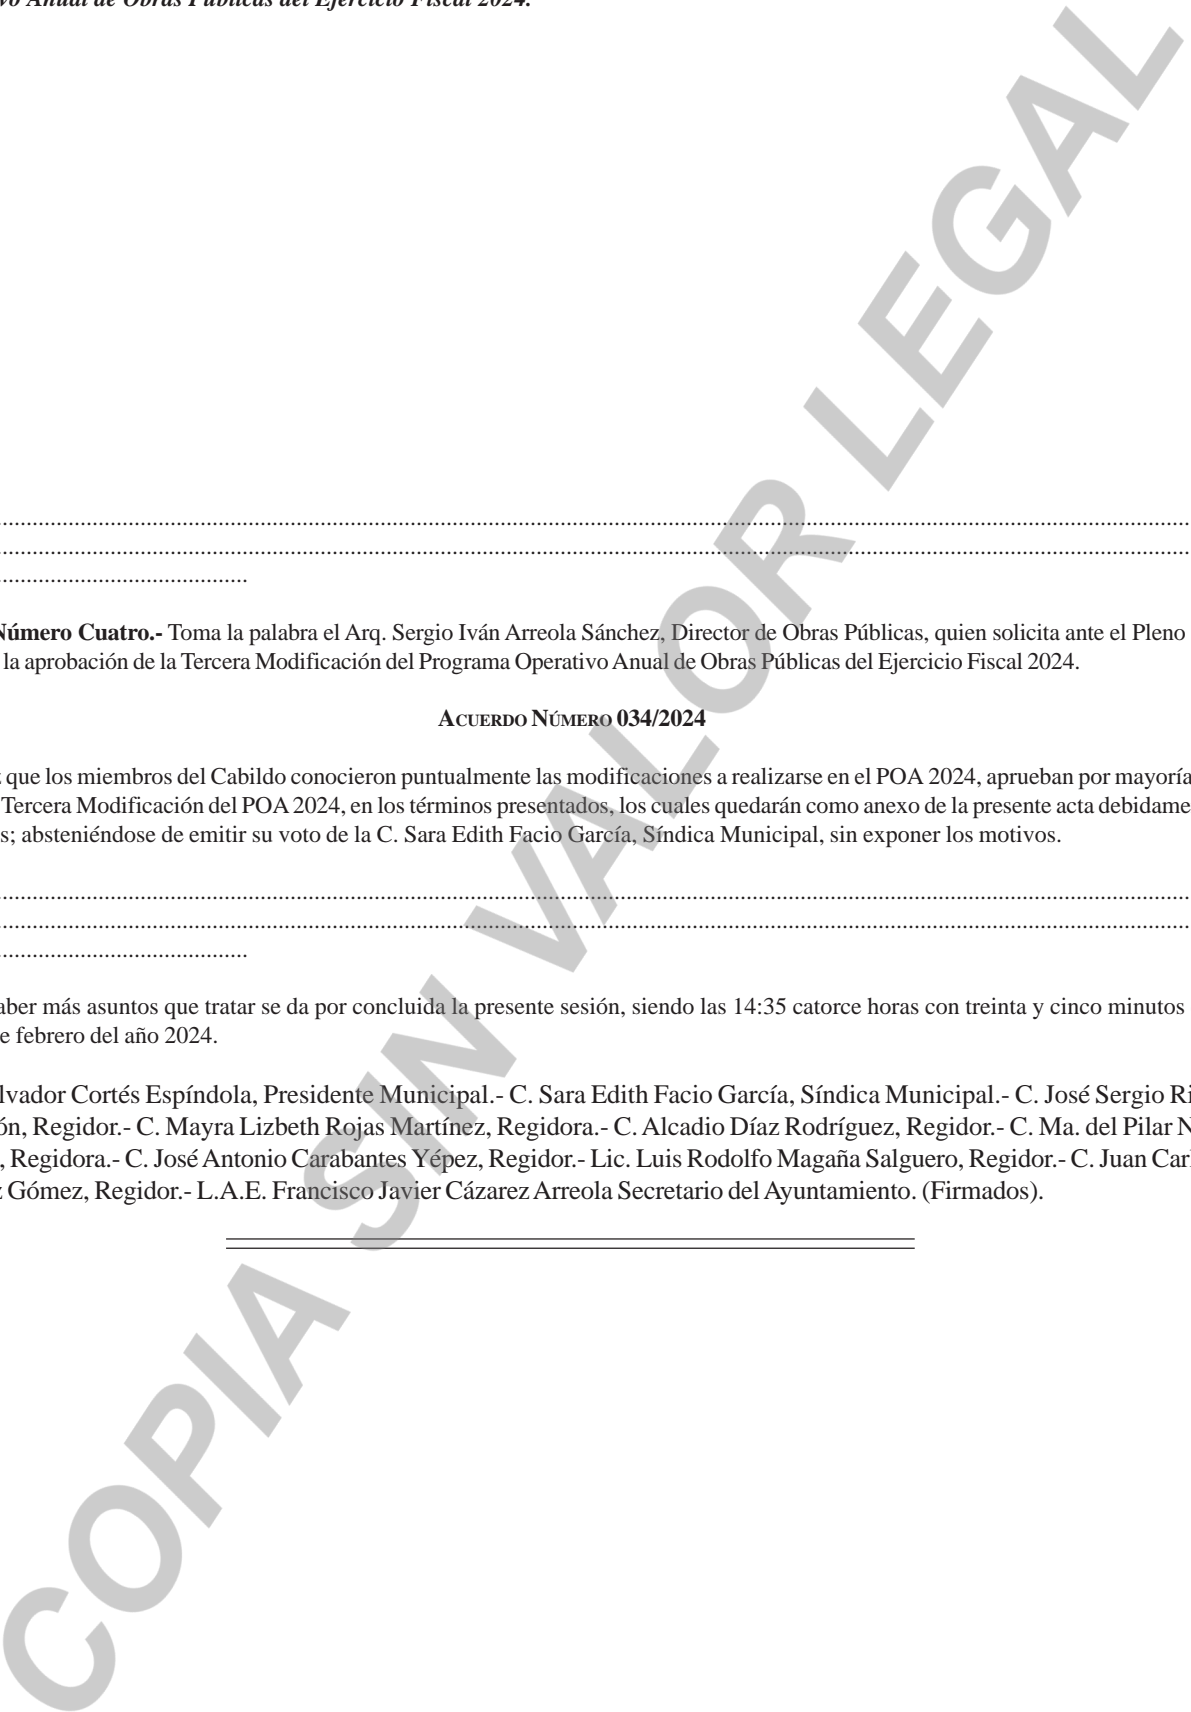 vo Anual de Obras Públicas del Ejercicio Fiscal 2024.
Número Cuatro.- Toma la palabra el Arq. Sergio Iván Arreola Sánchez, Director de Obras Públicas, quien solicita ante el Pleno
la aprobación de la Tercera Modificación del Programa Operativo Anual de Obras Públicas del Ejercicio Fiscal 2024.
ACUERDO NÚMERO 034/2024
z que los miembros del Cabildo conocieron puntualmente las modificaciones a realizarse en el POA 2024, aprueban por mayoría
Tercera Modificación del POA 2024, en los términos presentados, los cuales quedarán como anexo de la presente acta debidame
s; absteniéndose de emitir su voto de la C. Sara Edith Facio García, Síndica Municipal, sin exponer los motivos.
aber más asuntos que tratar se da por concluida la presente sesión, siendo las 14:35 catorce horas con treinta y cinco minutos
e febrero del año 2024.
lvador Cortés Espíndola, Presidente Municipal.- C. Sara Edith Facio García, Síndica Municipal.- C. José Sergio Ri
ón, Regidor.- C. Mayra Lizbeth Rojas Martínez, Regidora.- C. Alcadio Díaz Rodríguez, Regidor.- C. Ma. del Pilar N
, Regidora.- C. José Antonio Carabantes Yépez, Regidor.- Lic. Luis Rodolfo Magaña Salguero, Regidor.- C. Juan Carl
z Gómez, Regidor.- L.A.E. Francisco Javier Cázarez Arreola Secretario del Ayuntamiento. (Firmados).
COPIA SIN VALOR LEGAL